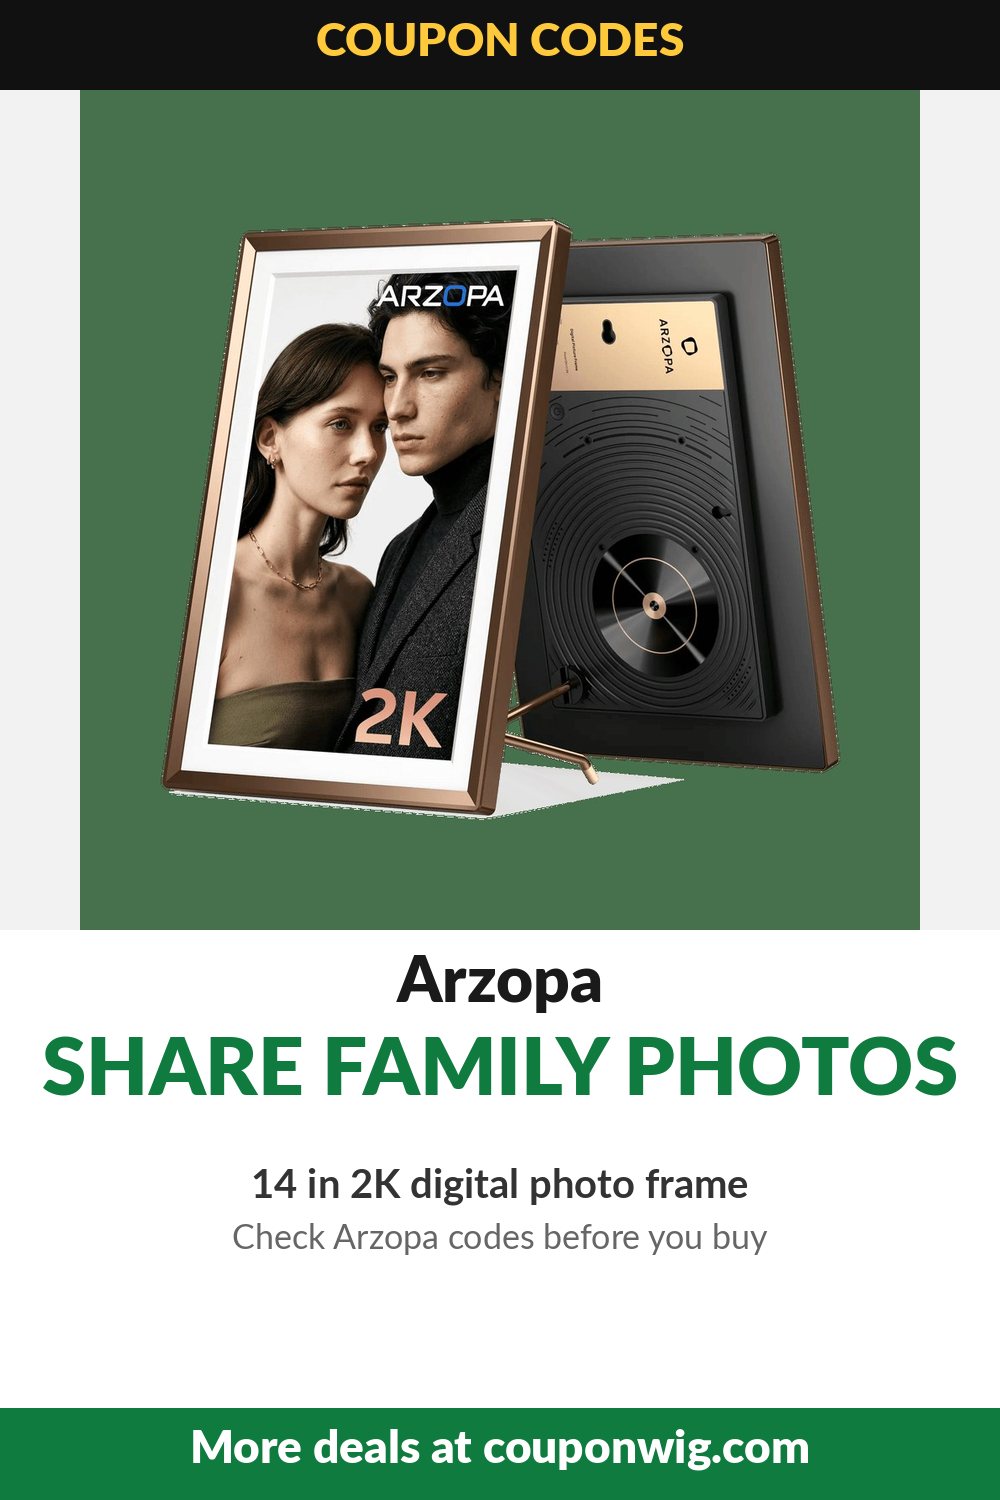 COUPON CODES
ARZOPA
ARZOPA
2K
Arzopa
SHARE FAMILY PHOTOS
14 in 2K digital photo frame
Check Arzopa codes before you buy
More deals at couponwig.com